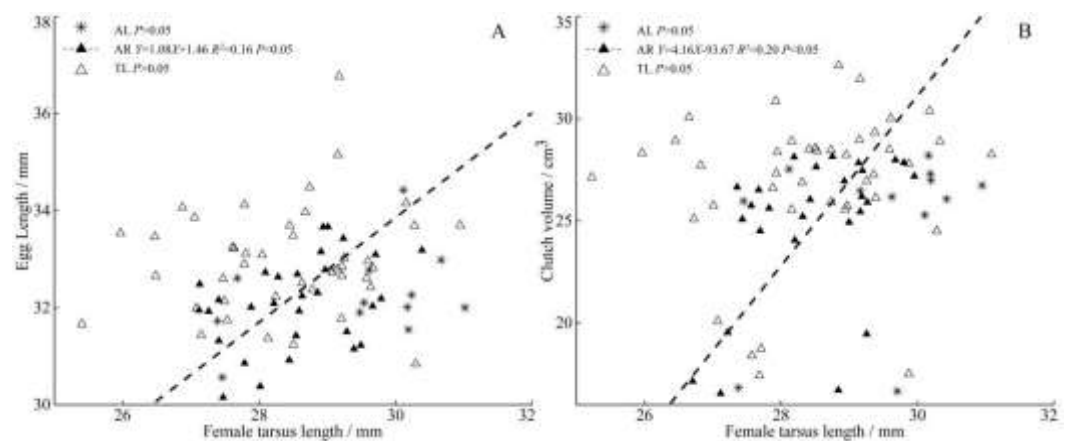 A
AL P>0.05
AR Y=1.08X+1.46 R²=0.16 P<0.05
TL P>0.05
38
36
34
32
30
Egg Length / mm
26
28
30
32
Female tarsus length / mm
B
AL P>0.05
AR Y=4.16X-93.67 R²=0.20 P<0.05
TL P>0.05
35
30
25
20
Clutch volume / cm³
26
28
30
32
Female tarsus length / mm